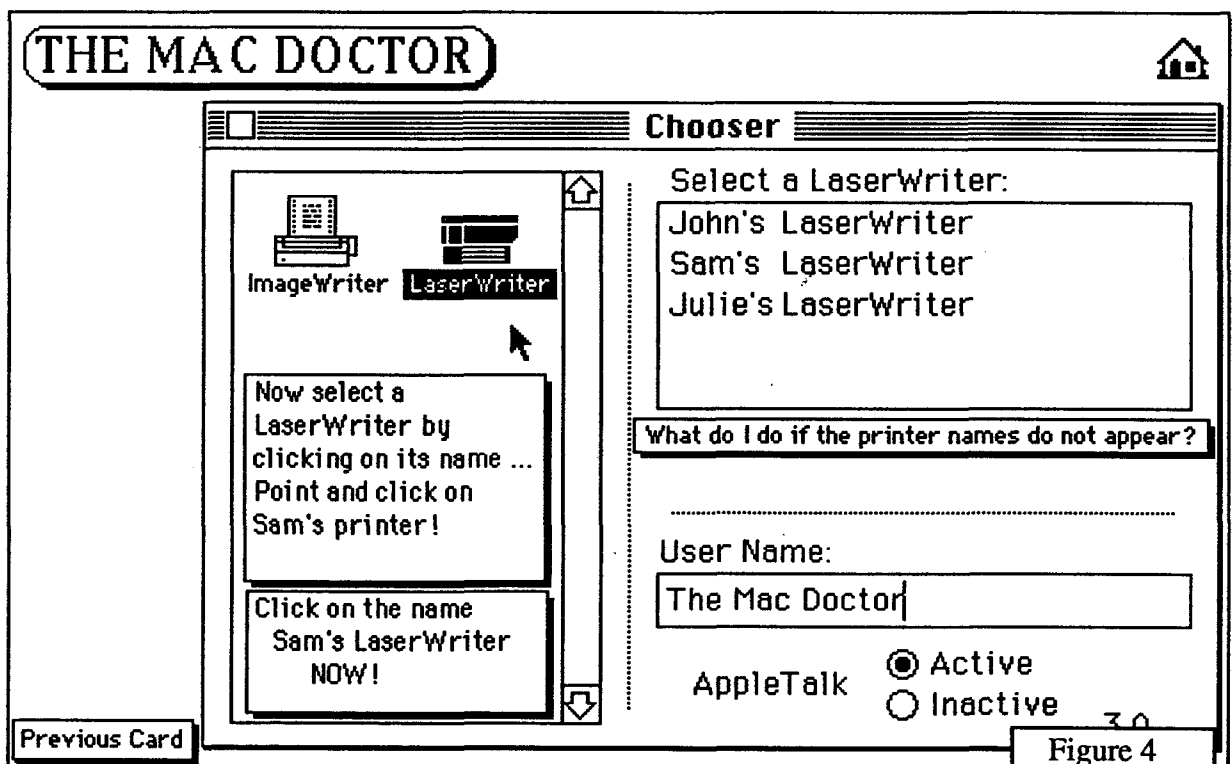 THE MAC DOCTOR
Chooser
ImageWriter LaserWriter
Now select a
LaserWriter by
clicking on its name ...
Point and click on
Sam's printer!
Click on the name
Sam's LaserWriter
NOW!
Select a LaserWriter:
John's LaserWriter
Sam's LaserWriter
Julie's LaserWriter
What do I do if the printer names do not appear?
User Name:
The Mac Doctor
AppleTalk
Active
Inactive
Previous Card
Figure 4